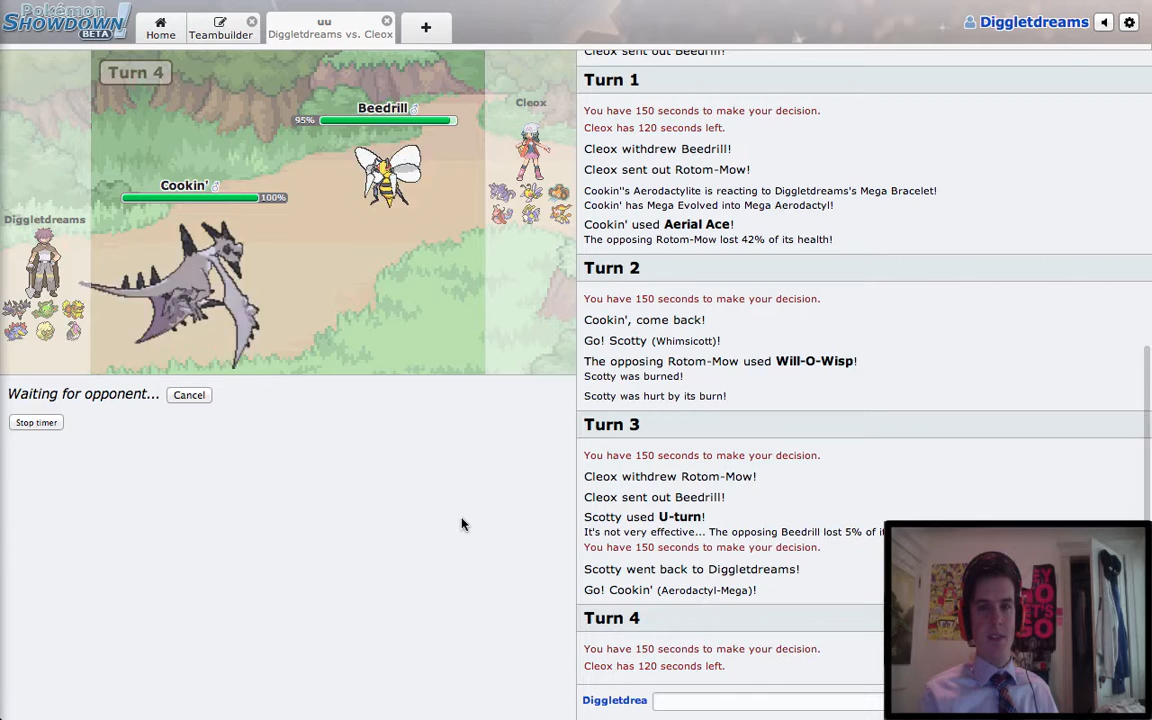 Pokémon
SHOWDOWN!
BETA
Home
Teambuilder
uu
Diggletdreams vs. Cleox
+
Diggletdreams
Turn 4
Beedrill
95%
Cleox
Cookin'
100%
Diggletdreams
Waiting for opponent...
Cancel
Stop timer
Cleox sent out Beedrill!
Turn 1
You have 150 seconds to make your decision.
Cleox has 120 seconds left.
Cleox withdrew Beedrill!
Cleox sent out Rotom-Mow!
Cookin''s Aerodactylite is reacting to Diggletdreams's Mega Bracelet!
Cookin' has Mega Evolved into Mega Aerodactyl!
Cookin' used Aerial Ace!
The opposing Rotom-Mow lost 42% of its health!
Turn 2
You have 150 seconds to make your decision.
Cookin', come back!
Go! Scotty (Whimsicott)!
The opposing Rotom-Mow used Will-O-Wisp!
Scotty was burned!
Scotty was hurt by its burn!
Turn 3
You have 150 seconds to make your decision.
Cleox withdrew Rotom-Mow!
Cleox sent out Beedrill!
Scotty used U-turn!
It's not very effective... The opposing Beedrill lost 5% of it
You have 150 seconds to make your decision.
Scotty went back to Diggletdreams!
Go! Cookin' (Aerodactyl-Mega)!
Turn 4
You have 150 seconds to make your decision.
Cleox has 120 seconds left.
Diggletdrea